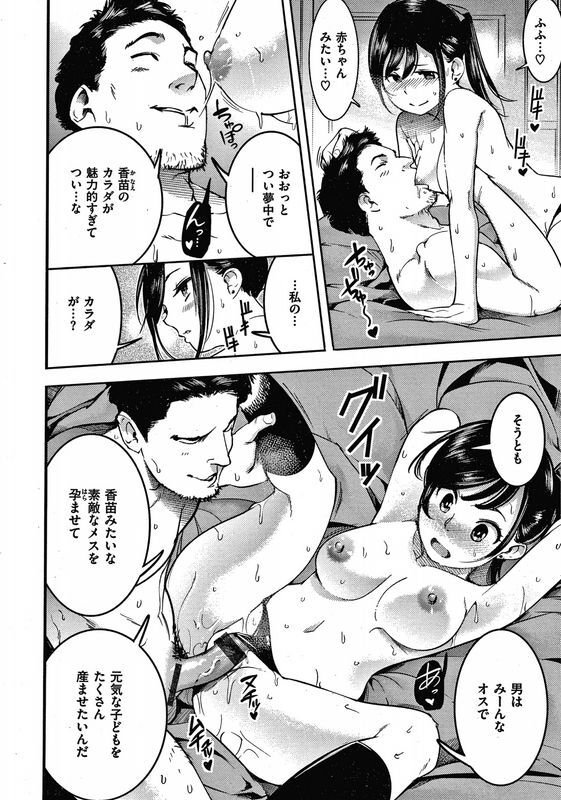 ふふ…♡
赤ちゃん
みたい…♡
ドキ
ドキ♥
ちゅ
ちゅ～♥
ちゅぽっ
おおっと
つい夢中で
――
香苗の
カラダが
魅力的すぎて
つい…な
んっ…
…私の…
カラダ
が…？
そうとも
グイッ
男は
みーんな
オスで
香苗みたいな
素敵なメスを
はら
孕ませて
あっ♥
ヌチッ♥
元気な子どもを
たくさん
産ませたいんだ